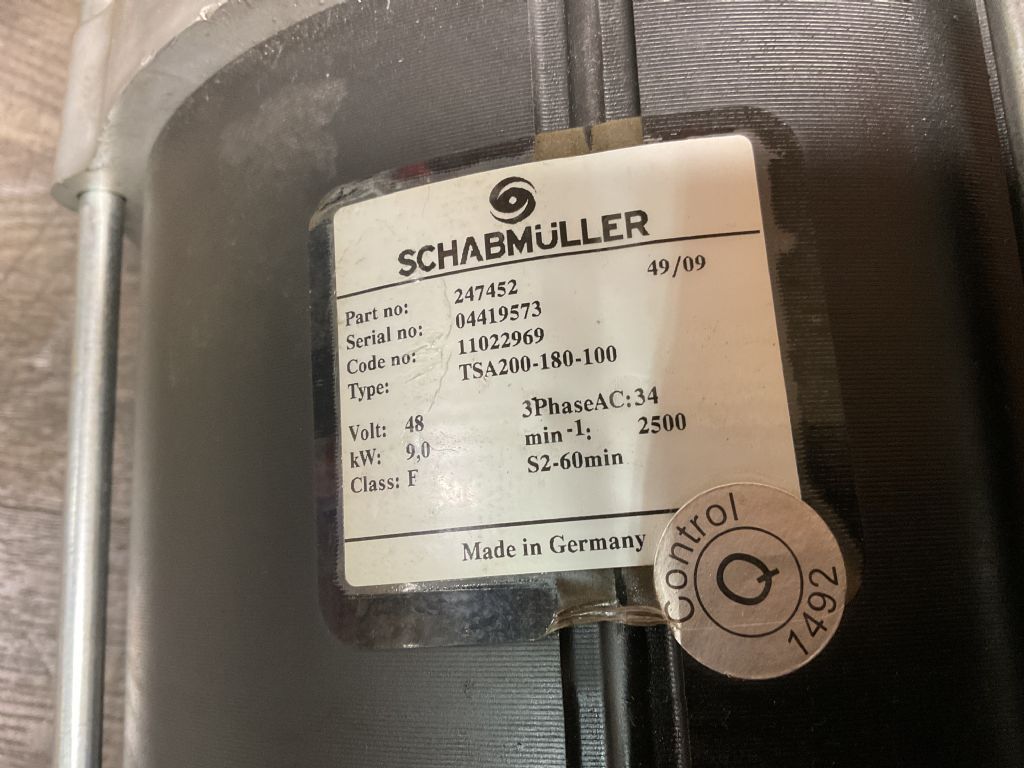 SCHABMÜLLER
49/09
Part no: 247452
Serial no: 04419573
Code no: 11022969
Type: TSA200-180-100
Volt: 48 3PhaseAC:34
kW: 9,0 min-1: 2500
Class: F S2-60min
Made in Germany
Control
Q
1492